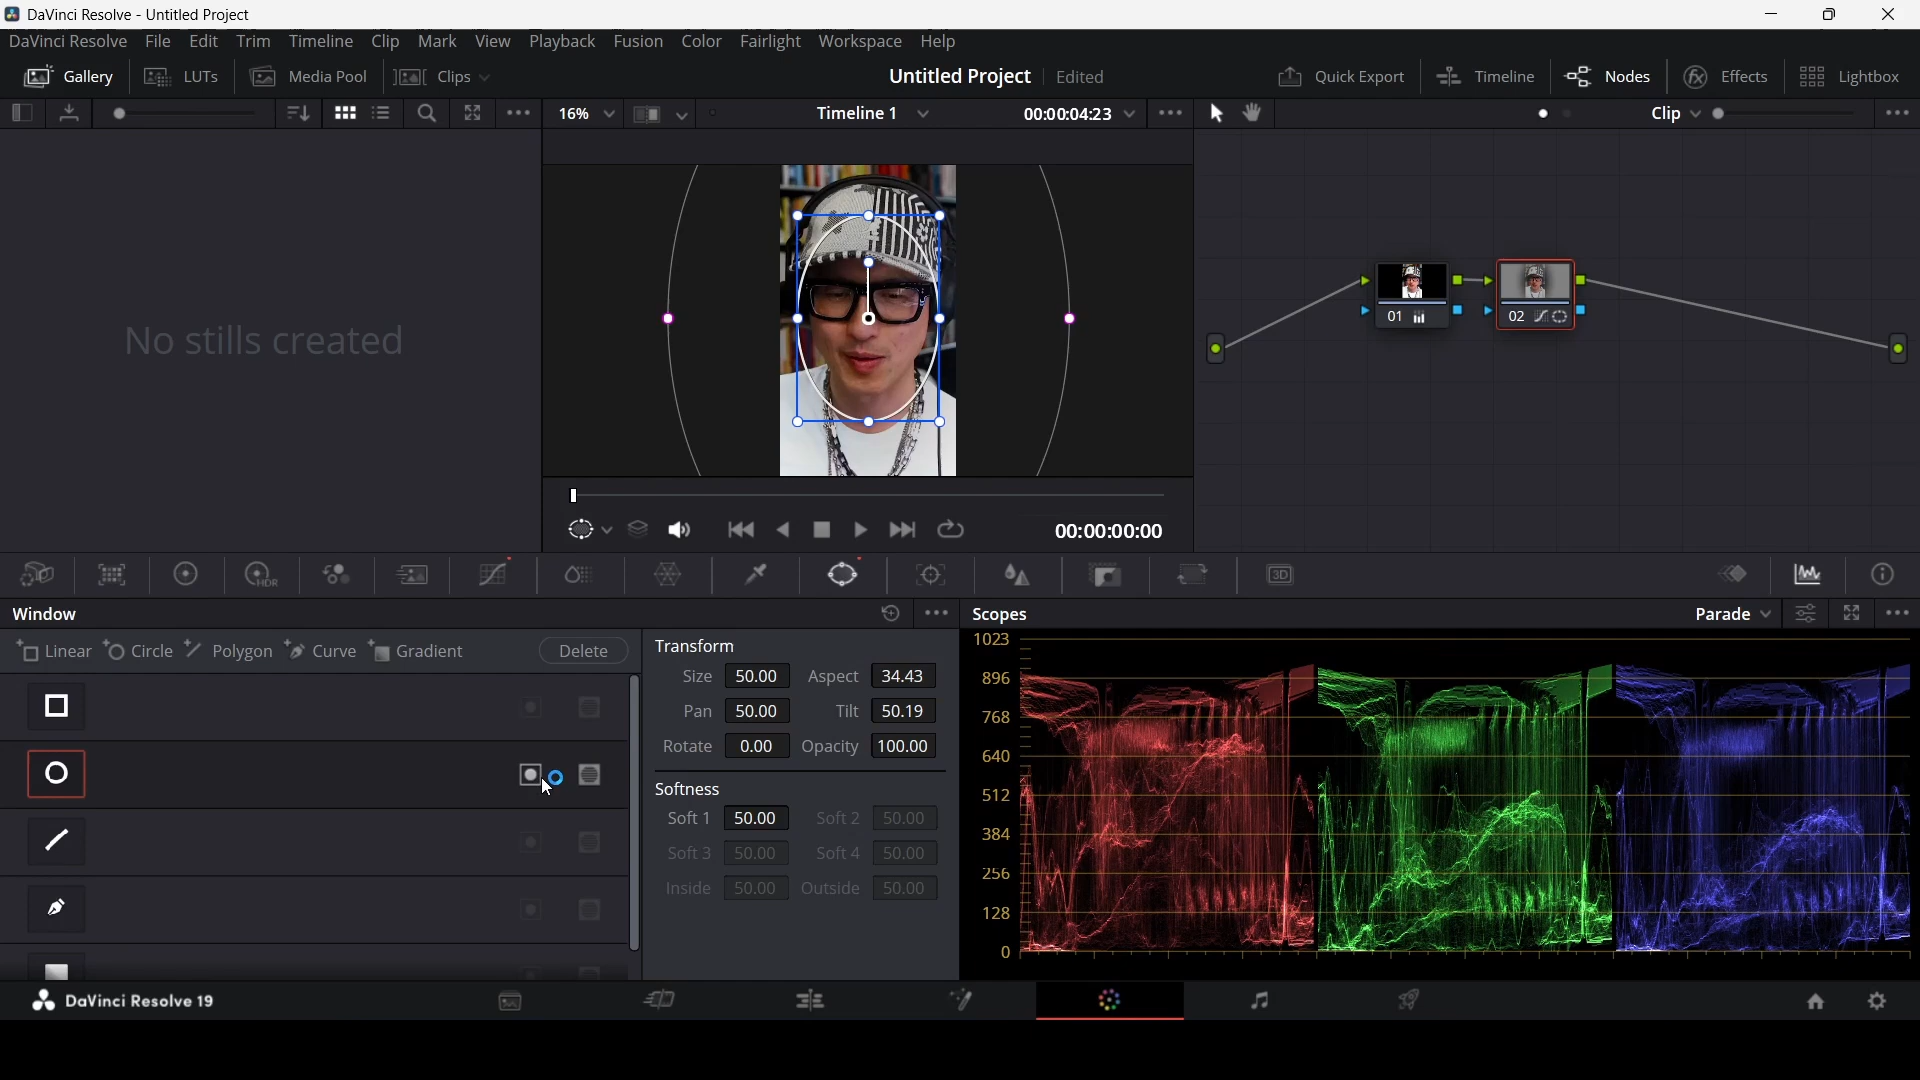 DaVinci Resolve - Untitled Project
DaVinci Resolve File Edit Trim Timeline Clip Mark View Playback Fusion Color Fairlight Workspace Help
Gallery LUTs Media Pool Clips Untitled Project Edited Quick Export Timeline Nodes Effects Lightbox
16% Timeline 1 00:00:04:23 Clip
No stills created
01
02
00:00:00:00
HDR
3D
Window
Scopes Parade
Linear Circle Polygon Curve Gradient Delete
Transform
Size 50.00 Aspect 34.43
Pan 50.00 Tilt 50.19
Rotate 0.00 Opacity 100.00
Softness
Soft 1 50.00 Soft 2 50.00
Soft 3 50.00 Soft 4 50.00
Inside 50.00 Outside 50.00
1023
896
768
640
512
384
256
128
0
DaVinci Resolve 19